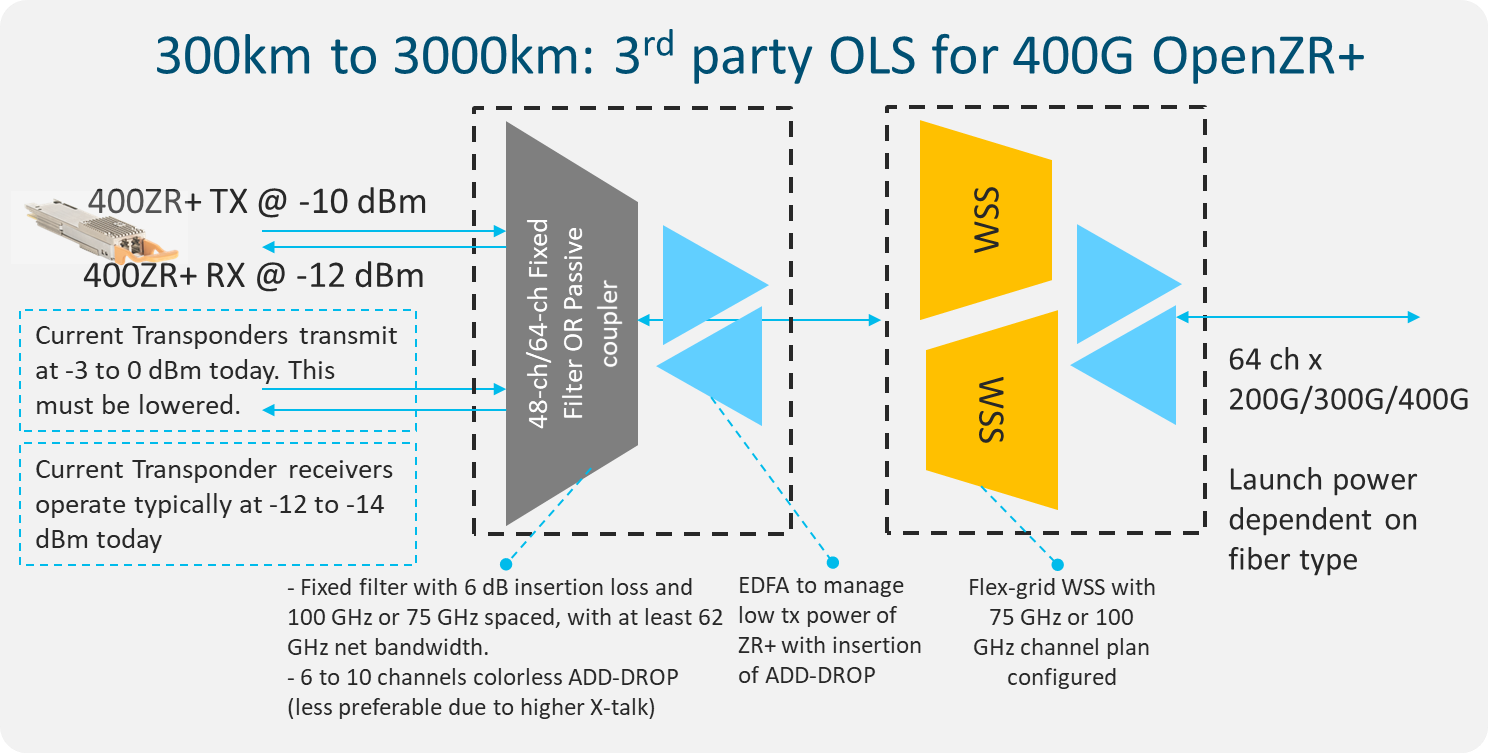 300km to 3000km: 3rd party OLS for 400G OpenZR+
400ZR+ TX @ -10 dBm
400ZR+ RX @ -12 dBm
Current Transponders transmit
at -3 to 0 dBm today. This
must be lowered.
Current Transponder receivers
operate typically at -12 to -14
dBm today
48-ch/64-ch Fixed
Filter OR Passive
coupler
WSS
WSS
64 ch x
200G/300G/400G
Launch power
dependent on
fiber type
- Fixed filter with 6 dB insertion loss and
100 GHz or 75 GHz spaced, with at least 62
GHz net bandwidth.
- 6 to 10 channels colorless ADD-DROP
(less preferable due to higher X-talk)
EDFA to manage
low tx power of
ZR+ with insertion
of ADD-DROP
Flex-grid WSS with
75 GHz or 100
GHz channel plan
configured